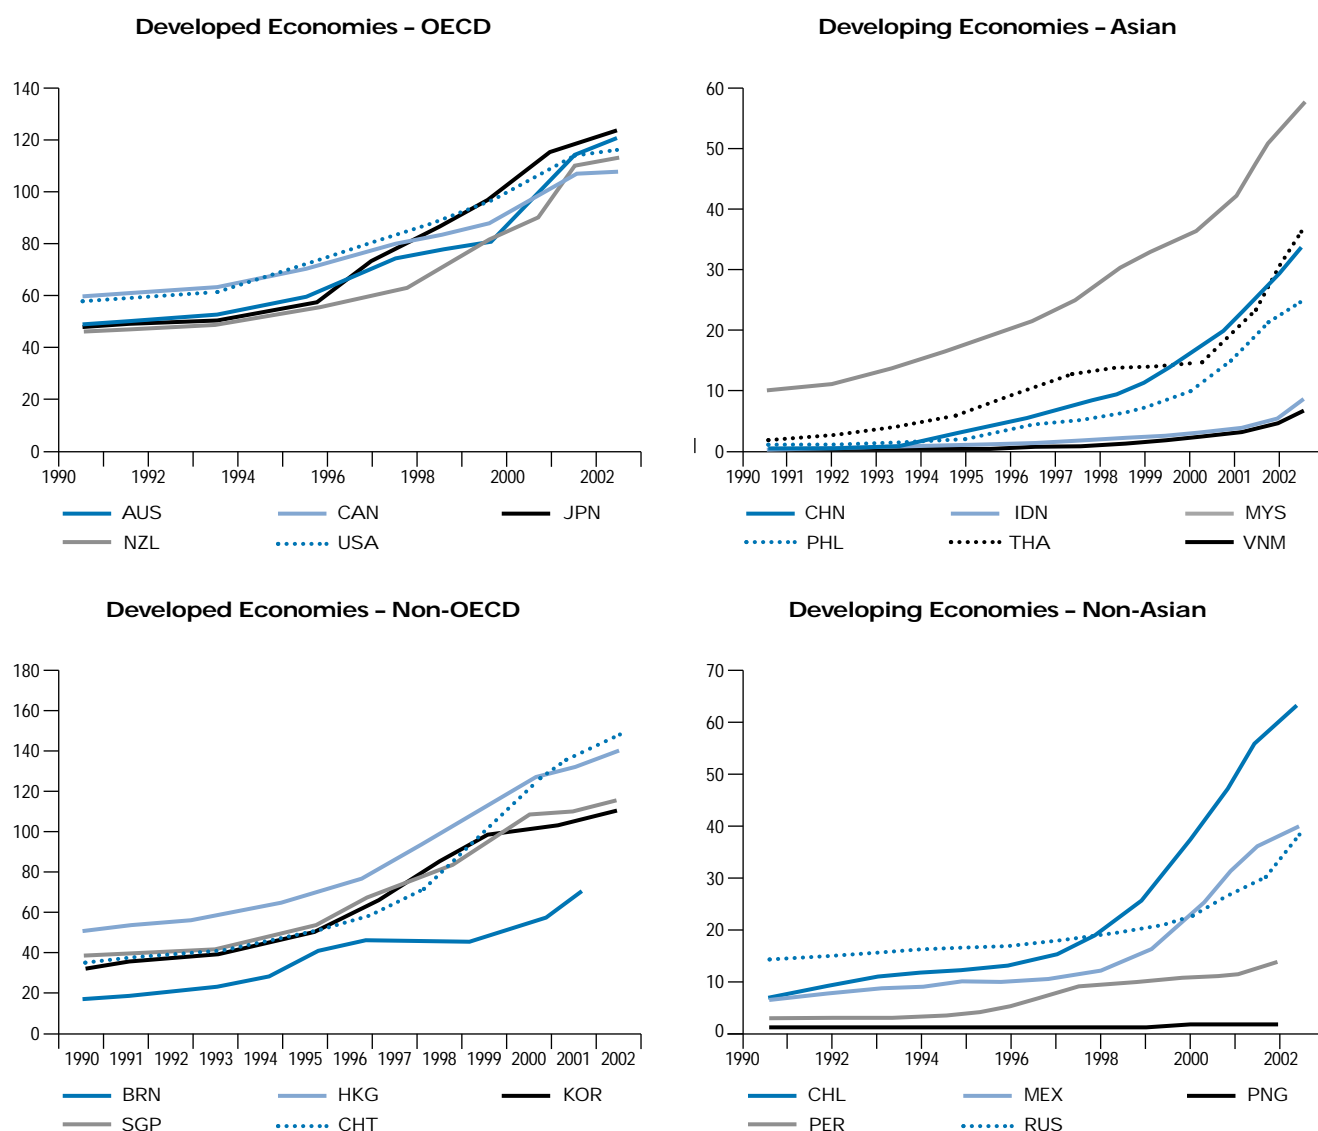 Developed Economies – OECD
140
120
100
80
60
40
20
0
1990 1992 1994 1996 1998 2000 2002
AUS CAN JPN
NZL USA
Developing Economies – Asian
60
50
40
30
20
10
0
1990 1991 1992 1993 1994 1995 1996 1997 1998 1999 2000 2001 2002
CHN IDN MYS
PHL THA VNM
Developed Economies – Non-OECD
180
160
140
120
100
80
60
40
20
0
1990 1991 1992 1993 1994 1995 1996 1997 1998 1999 2000 2001 2002
BRN HKG KOR
SGP CHT
Developing Economies – Non-Asian
70
60
50
40
30
20
10
0
1990 1992 1994 1996 1998 2000 2002
CHL MEX PNG
PER RUS